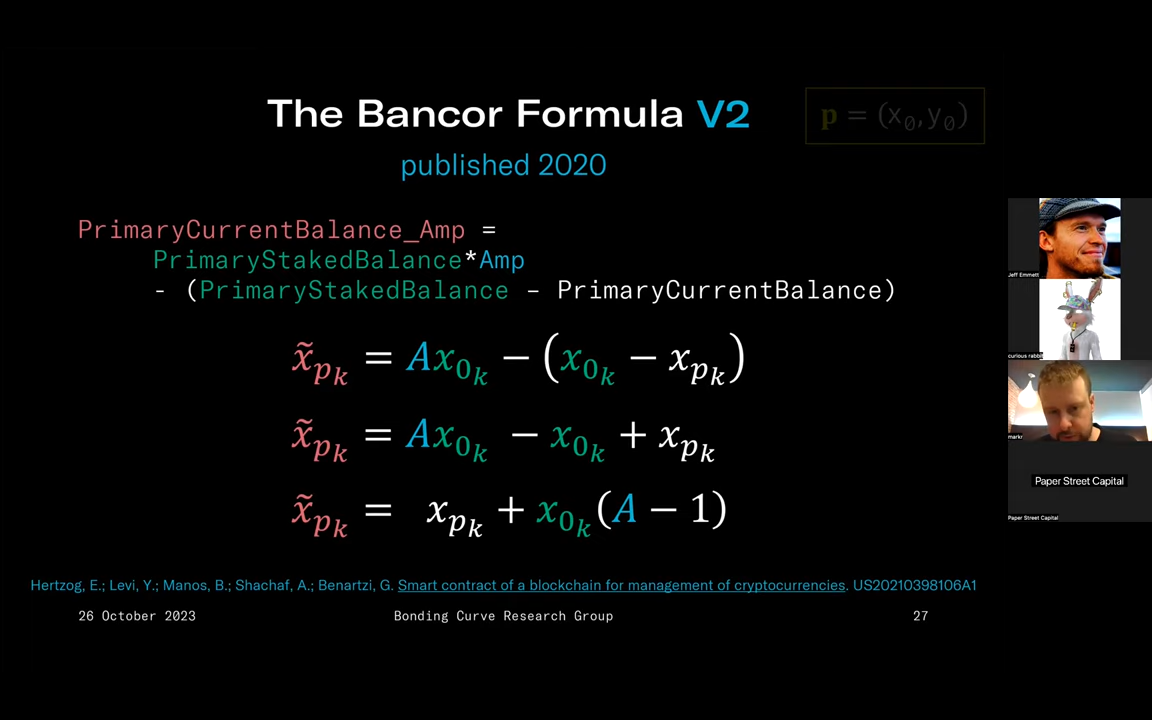 The Bancor Formula V2
p = (x₀,y₀)
published 2020
PrimaryCurrentBalance_Amp =
PrimaryStakedBalance*Amp
- (PrimaryStakedBalance – PrimaryCurrentBalance)
x̃ₚₖ = Ax₀ₖ − (x₀ₖ − xₚₖ)
x̃ₚₖ = Ax₀ₖ − x₀ₖ + xₚₖ
x̃ₚₖ = xₚₖ + x₀ₖ(A − 1)
Hertzog, E.; Levi, Y.; Manos, B.; Shachaf, A.; Benartzi, G. Smart contract of a blockchain for management of cryptocurrencies. US20210398106A1
26 October 2023
Bonding Curve Research Group
27
Jeff Emmett
curious rabbit
Paper Street Capital
Paper Street Capital